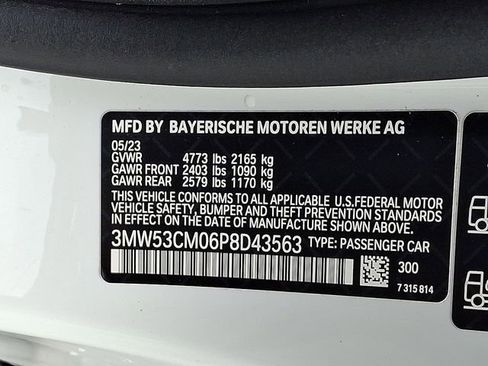 MFD BY BAYERISCHE MOTOREN WERKE AG
05/23
GVWR 4773 lbs 2165 kg
GAWR FRONT 2403 lbs 1090 kg
GAWR REAR 2579 lbs 1170 kg
THIS VEHICLE CONFORMS TO ALL APPLICABLE U.S.FEDERAL MOTOR
VEHICLE SAFETY, BUMPER, AND THEFT PREVENTION STANDARDS
IN EFFECT ON THE DATE OF MANUFACTURE SHOWN ABOVE.
3MW53CM06P8D43563 TYPE: PASSENGER CAR
300
7 315 814